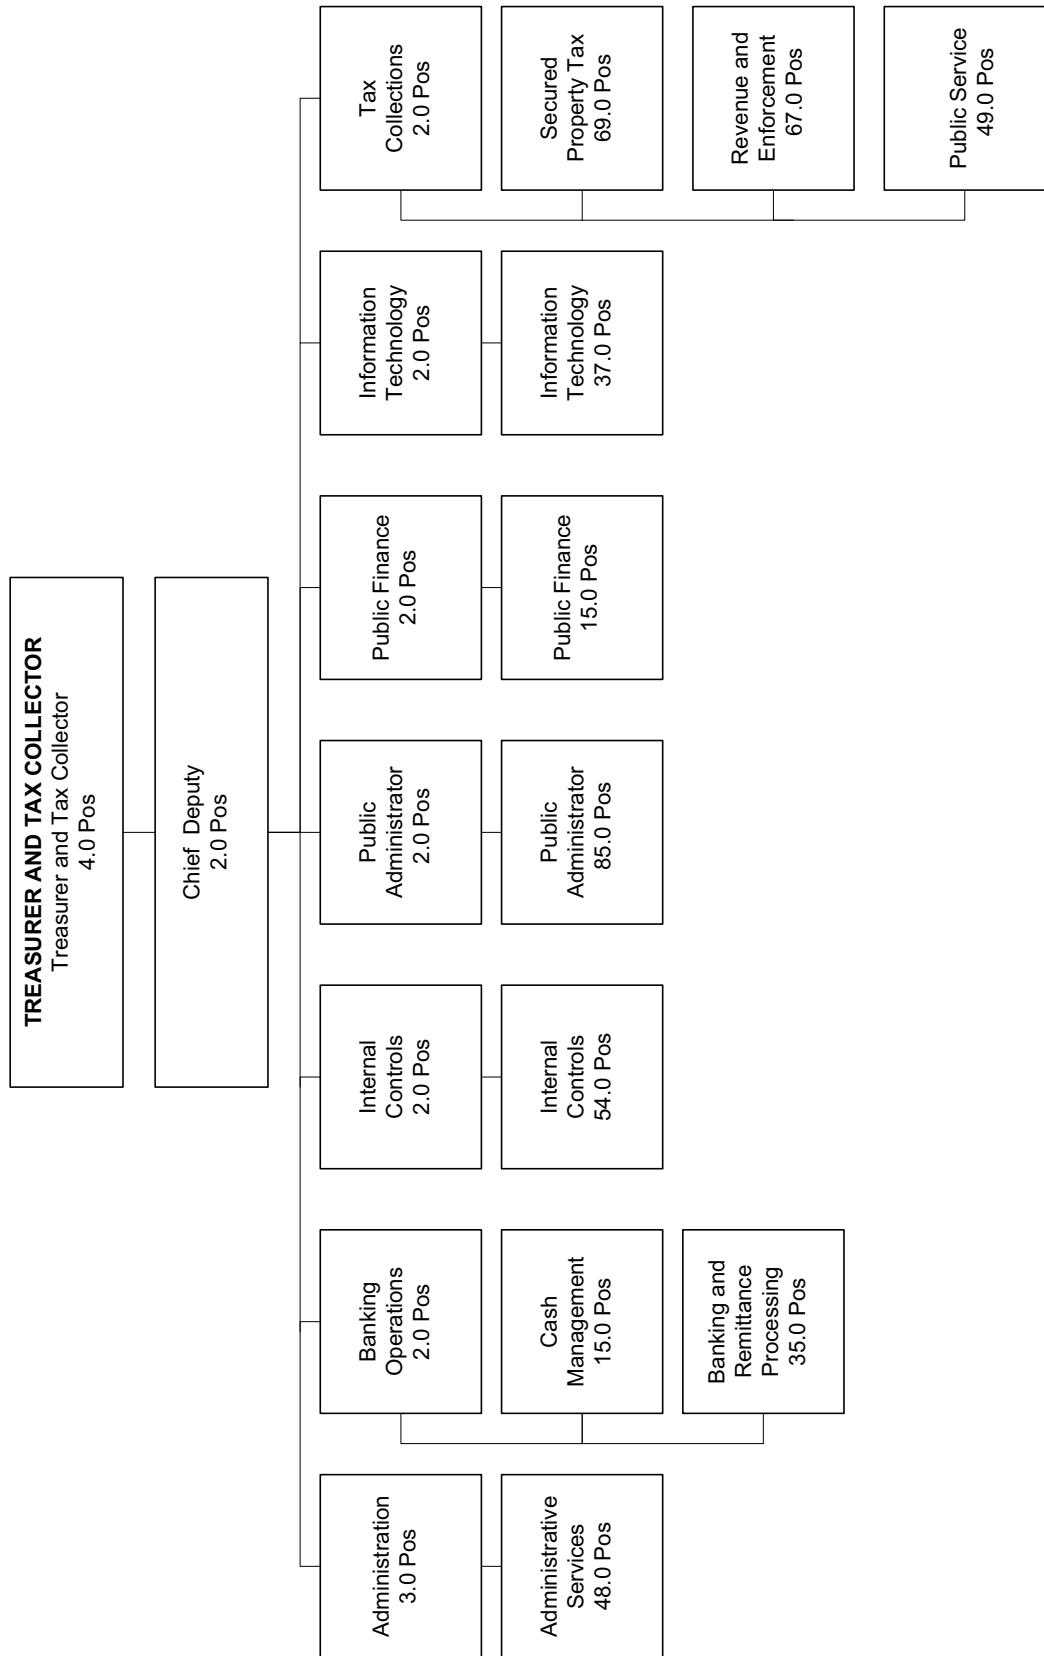 TREASURER AND TAX COLLECTOR
Treasurer and Tax Collector
4.0 Pos
Chief Deputy
2.0 Pos
Administration
3.0 Pos
Administrative
Services
48.0 Pos
Banking
Operations
2.0 Pos
Cash
Management
15.0 Pos
Banking and
Remittance
Processing
35.0 Pos
Internal
Controls
2.0 Pos
Internal
Controls
54.0 Pos
Public
Administrator
2.0 Pos
Public
Administrator
85.0 Pos
Public Finance
2.0 Pos
Public Finance
15.0 Pos
Information
Technology
2.0 Pos
Information
Technology
37.0 Pos
Tax
Collections
2.0 Pos
Secured
Property Tax
69.0 Pos
Revenue and
Enforcement
67.0 Pos
Public Service
49.0 Pos